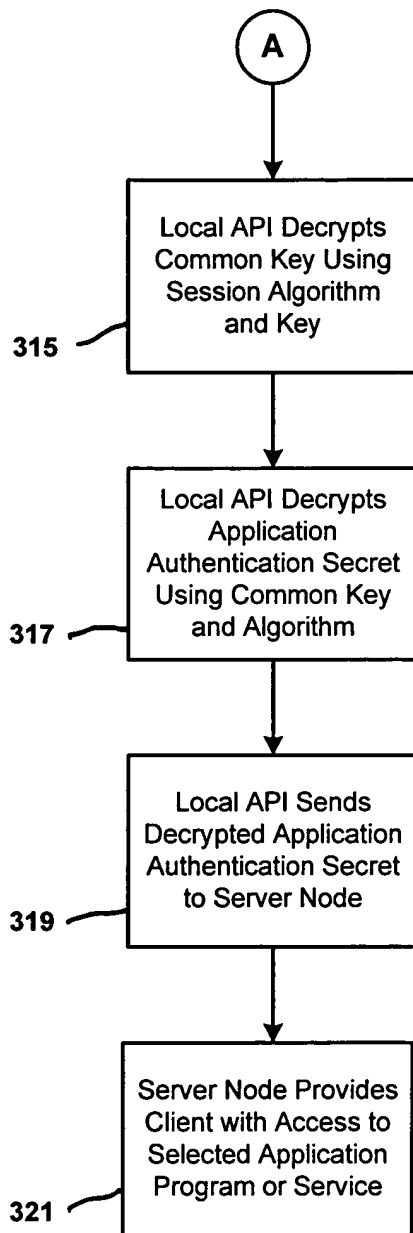 A
Local API Decrypts
Common Key Using
Session Algorithm
and Key
315
Local API Decrypts
Application
Authentication Secret
Using Common Key
and Algorithm
317
Local API Sends
Decrypted Application
Authentication Secret
to Server Node
319
Server Node Provides
Client with Access to
Selected Application
Program or Service
321